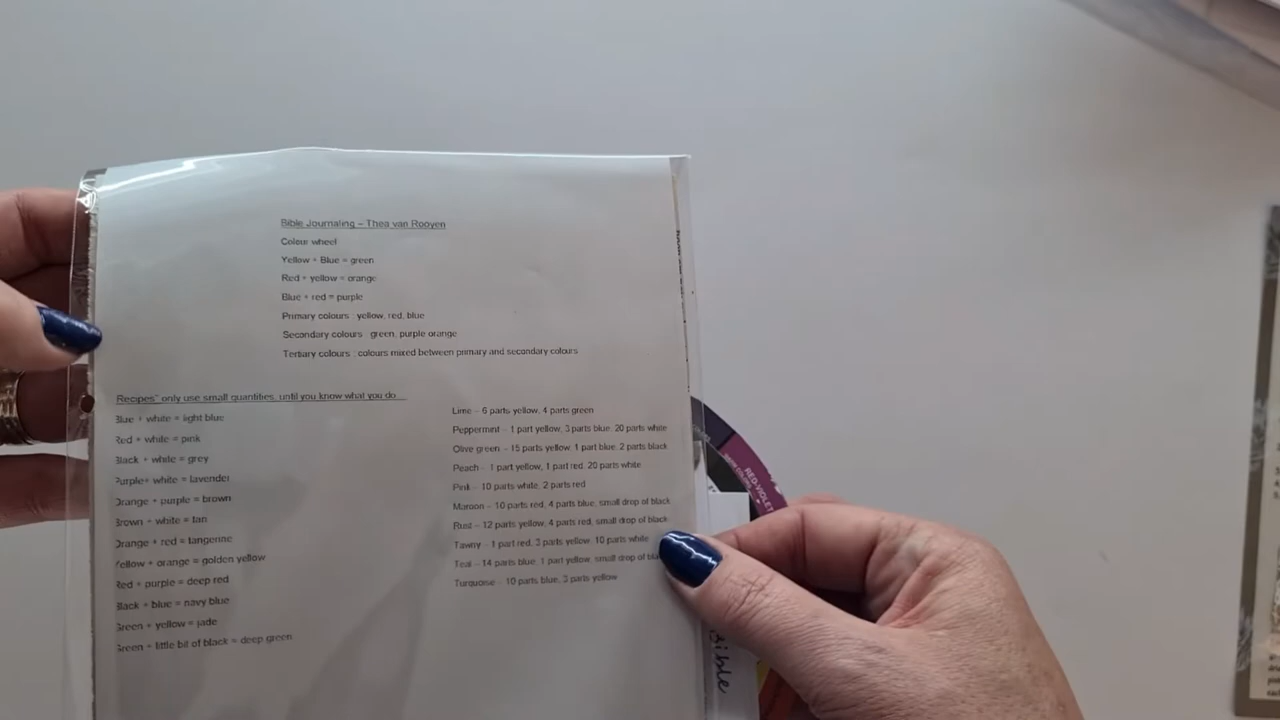 Bible Journaling – Thea van Rooyen
Colour wheel
Yellow + Blue = green
Red + yellow = orange
Blue + red = purple
Primary colours : yellow, red, blue
Secondary colours : green, purple orange
Tertiary colours : colours mixed between primary and secondary colours
Recipes" only use small quantities, until you know what you do
Blue + white = light blue
Red + white = pink
Black + white = grey
Purple+ white = lavender
Orange + purple = brown
Brown + white = tan
Orange + red = tangerine
Yellow + orange = golden yellow
Red + purple = deep red
Black + blue = navy blue
Green + yellow = jade
Green + little bit of black = deep green
Lime – 6 parts yellow, 4 parts green
Peppermint – 1 part yellow, 3 parts blue, 20 parts white
Olive green – 15 parts yellow, 1 part blue, 2 parts black
Peach – 1 part yellow, 1 part red, 20 parts white
Pink – 10 parts white, 2 parts red
Maroon – 10 parts red, 4 parts blue, small drop of black
Rust – 12 parts yellow, 4 parts red, small drop of black
Tawny – 1 part red, 3 parts yellow, 10 parts white
Teal – 14 parts blue, 1 part yellow, small drop of
Turquoise – 10 parts blue, 3 parts yellow
RED-VIOLET
Bible